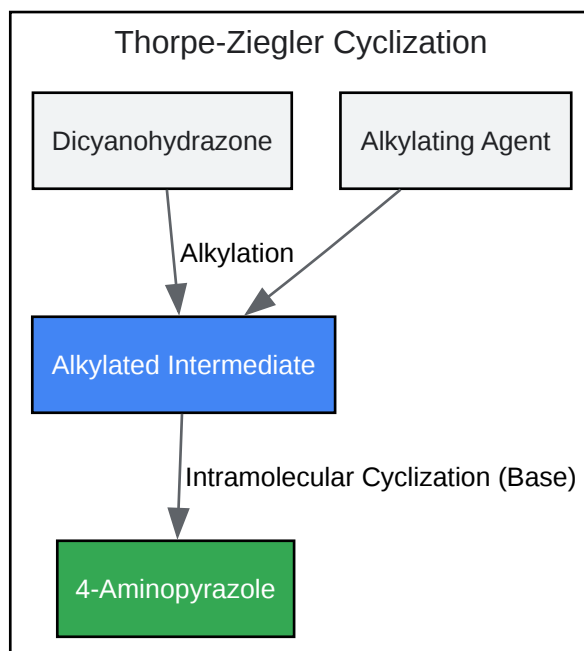 Thorpe-Ziegler Cyclization
Dicyanohydrazone
Alkylating Agent
Alkylation
Alkylated Intermediate
Intramolecular Cyclization (Base)
4-Aminopyrazole